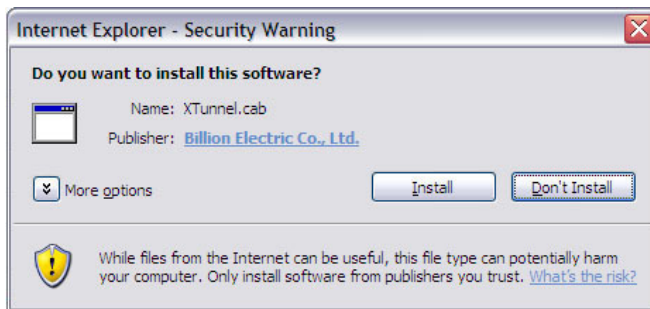 Internet Explorer - Security Warning
Do you want to install this software?
Name: XTunnel.cab
Publisher: Billion Electric Co., Ltd.
More options
Install
Don't Install
While files from the Internet can be useful, this file type can potentially harm
your computer. Only install software from publishers you trust. What's the risk?